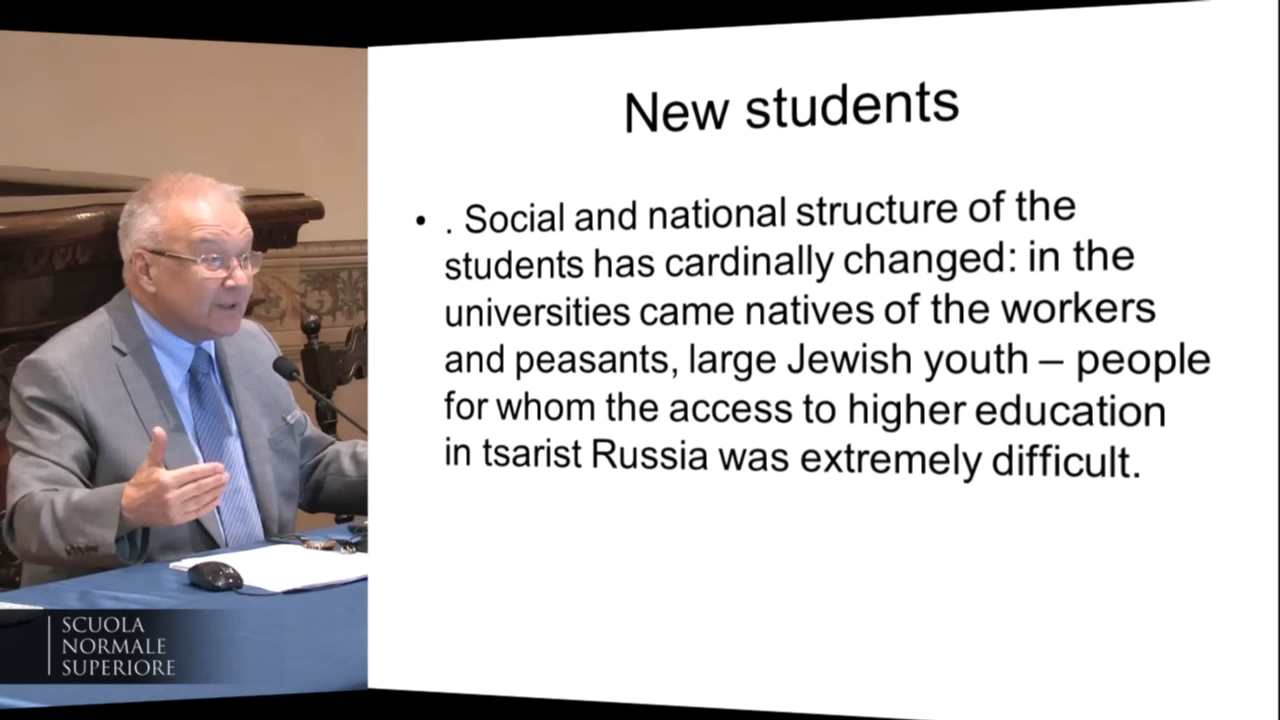 New students
• . Social and national structure of the
students has cardinally changed: in the
universities came natives of the workers
and peasants, large Jewish youth – people
for whom the access to higher education
in tsarist Russia was extremely difficult.
SCUOLA
NORMALE
SUPERIORE